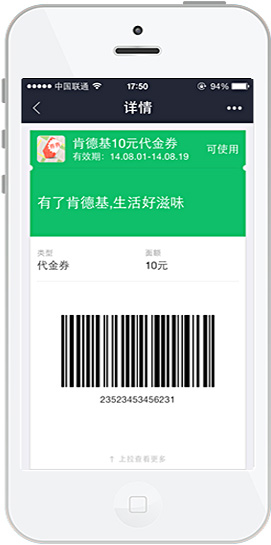 中国联通 17:50 94%
详情
肯德基10元代金券
有效期：14.08.01-14.08.19
可使用
有了肯德基,生活好滋味
类型 面额
代金券 10元
23523453456231
↑ 上拉查看更多